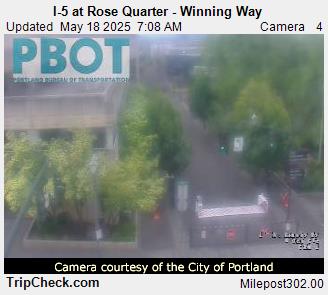 I-5 at Rose Quarter - Winning Way
Updated May 18 2025 7:08 AM Camera 4
PBOT
PORTLAND BUREAU OF TRANSPORTATION
Camera courtesy of the City of Portland
TripCheck.com Milepost302.00